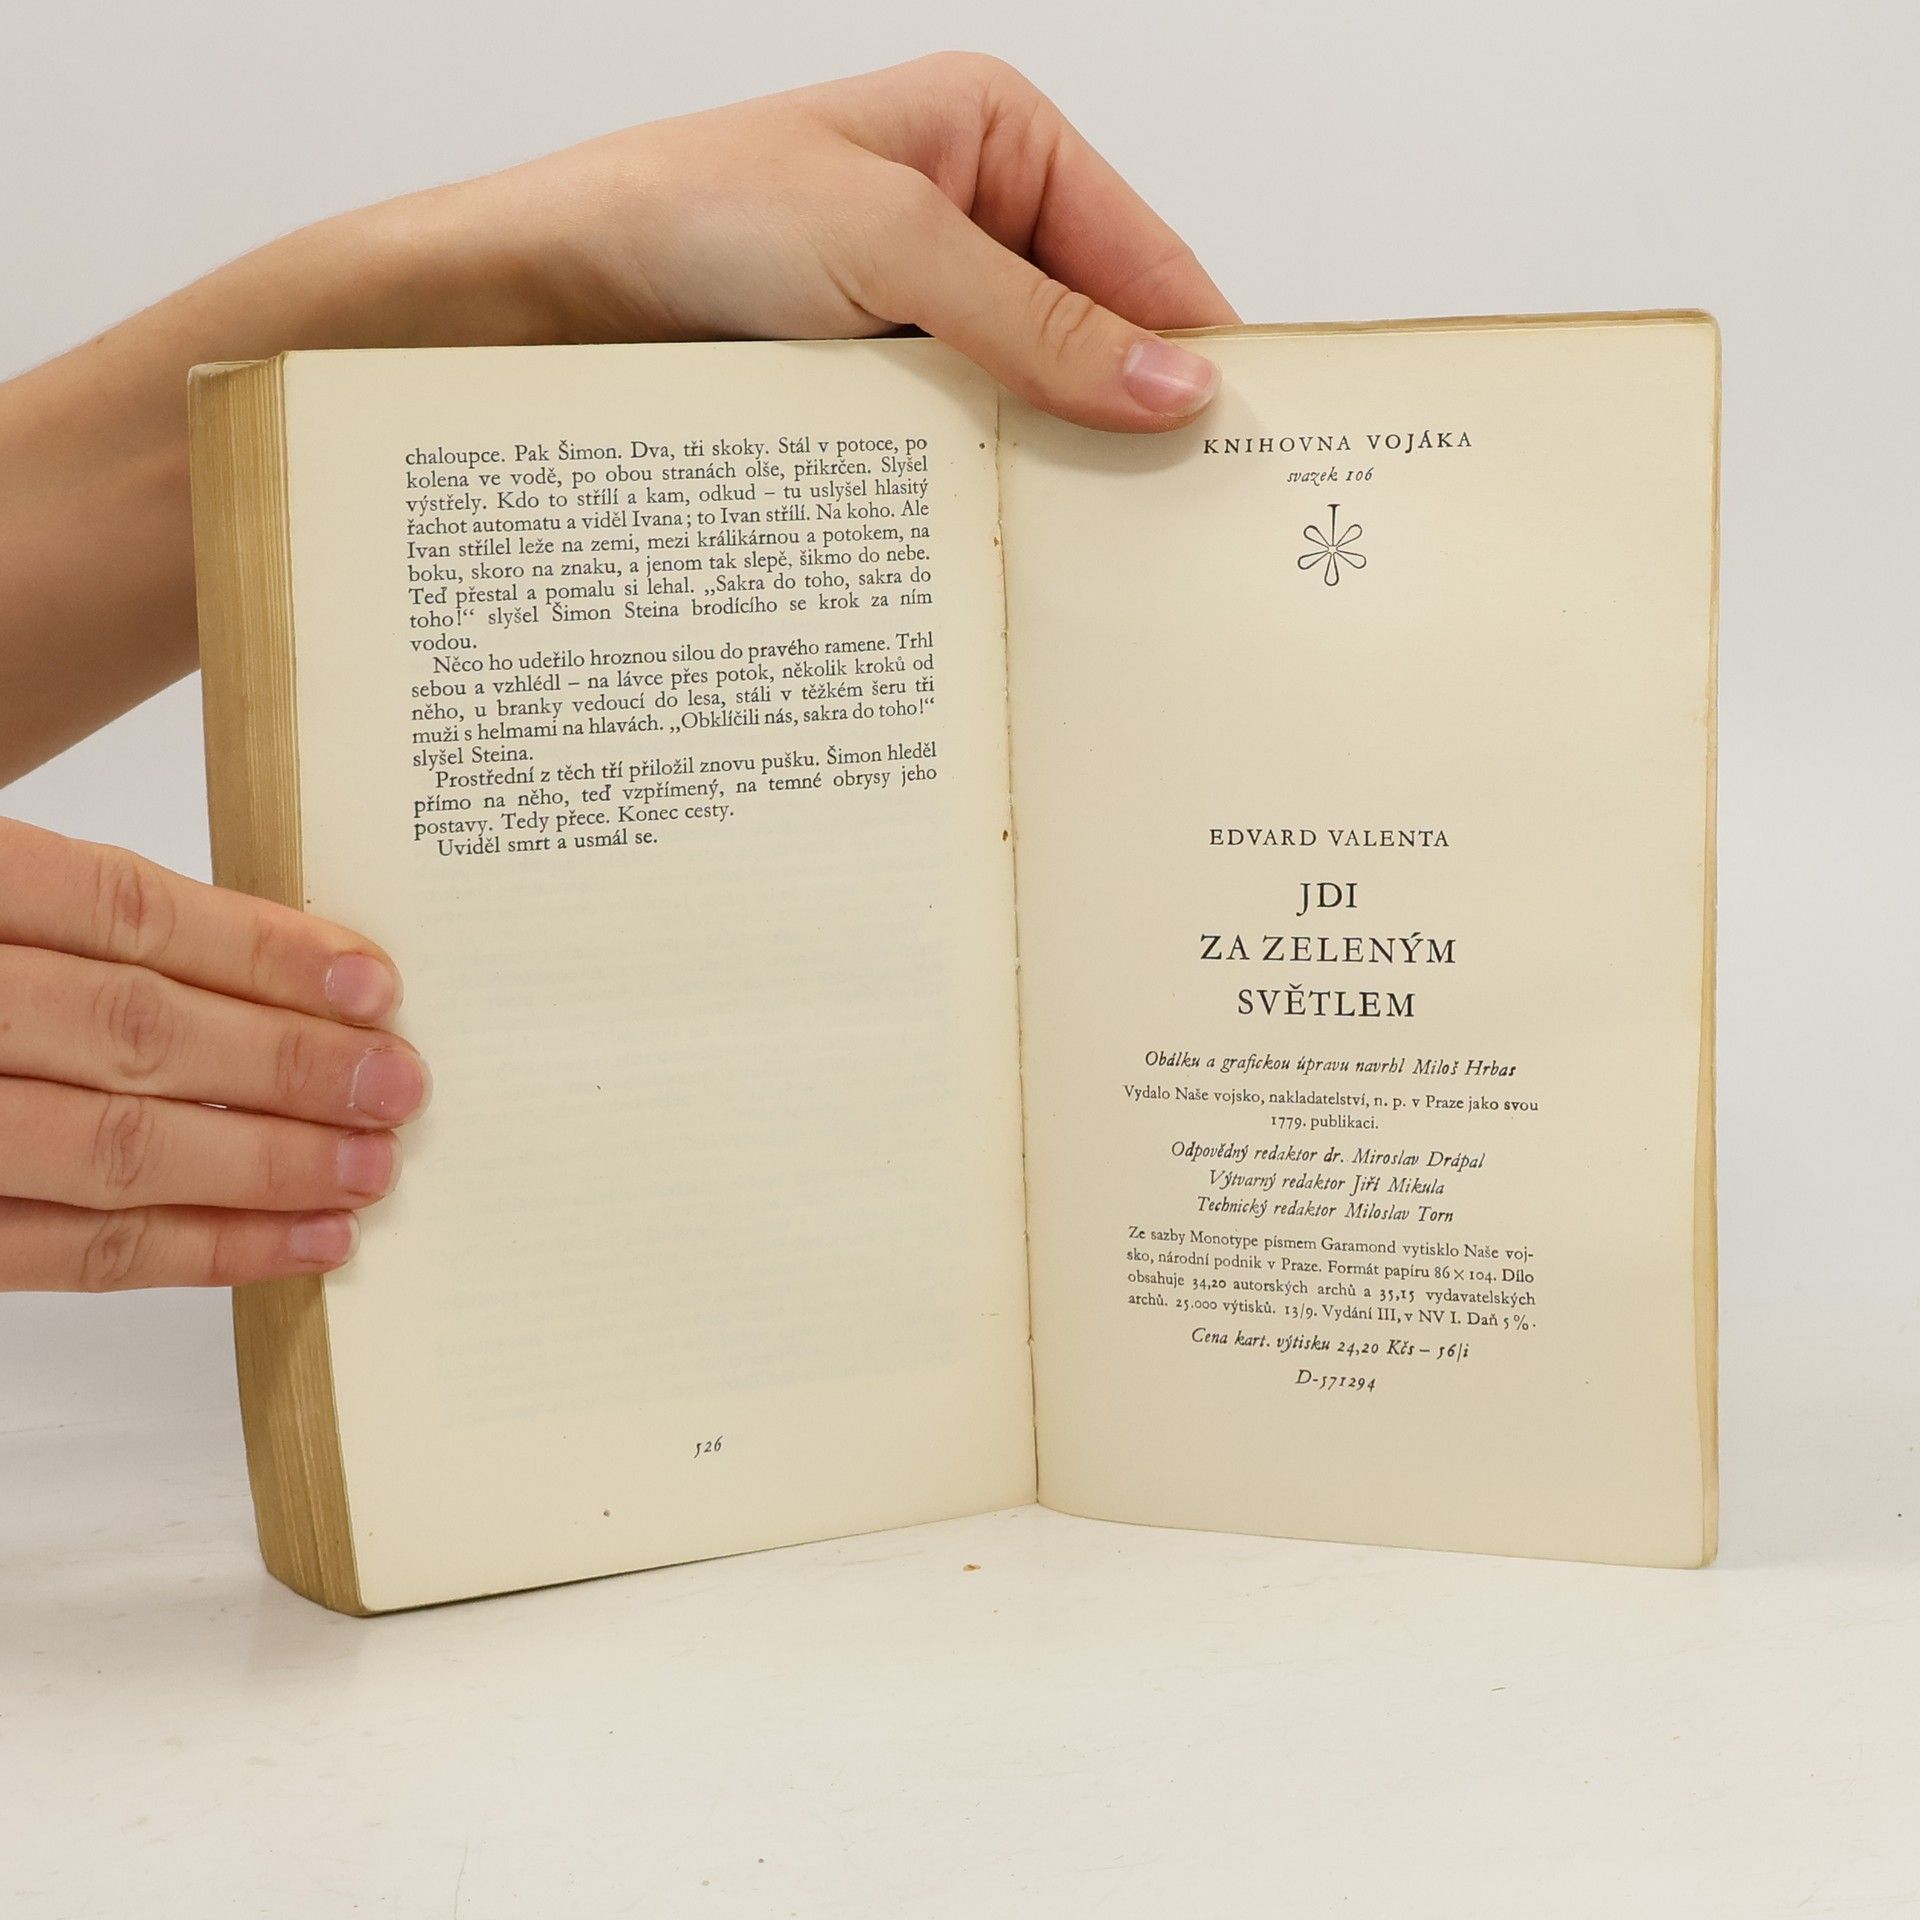 chaloupce. Pak Šimon. Dva, tři skoky. Stál v potoce, po
kolena ve vodě, po obou stranách olše, přikrčen. Slyšel
výstřely. Kdo to střílí a kam, odkud – tu uslyšel hlasitý
řachot automatu a viděl Ivana; to Ivan střílí. Na koho. Ale
Ivan střílel leže na zemi, mezi králikárnou a potokem, na
boku, skoro na znaku, a jenom tak slepě, šikmo do nebe.
Teď přestal a pomalu si lehal. „Sakra do toho, sakra do
toho!“ slyšel Šimon Steina brodícího se krok za ním
vodou.
Něco ho udeřilo hroznou silou do pravého ramene. Trhl
sebou a vzhlédl – na lávce přes potok, několik kroků od
něho, u branky vedoucí do lesa, stáli v těžkém šeru tři
muži s helmami na hlavách. „Obklíčili nás, sakra do toho!“
slyšel Steina.
Prostřední z těch tří přiložil znovu pušku. Šimon hleděl
přímo na něho, teď vzpřímený, na temné obrysy jeho
postavy. Tedy přece. Konec cesty.
Uviděl smrt a usmál se.
526
KNIHOVNA VOJÁKA
svazek 106
EDVARD VALENTA
JDI
ZA ZELENÝM
SVĚTLEM
Obálku a grafickou úpravu navrhl Miloš Hrbas
Vydalo Naše vojsko, nakladatelství, n. p. v Praze jako svou
1779. publikaci.
Odpovědný redaktor dr. Miroslav Drápal
Výtvarný redaktor Jiří Mikula
Technický redaktor Miloslav Torn
Ze sazby Monotype písmem Garamond vytisklo Naše voj-
sko, národní podnik v Praze. Formát papíru 86 × 104. Dílo
obsahuje 34,20 autorských archů a 35,15 vydavatelských
archů. 25.000 výtisků. 13/9. Vydání III, v NV I. Daň 5 %.
Cena kart. výtisku 24,20 Kčs – 56/i
D-571294